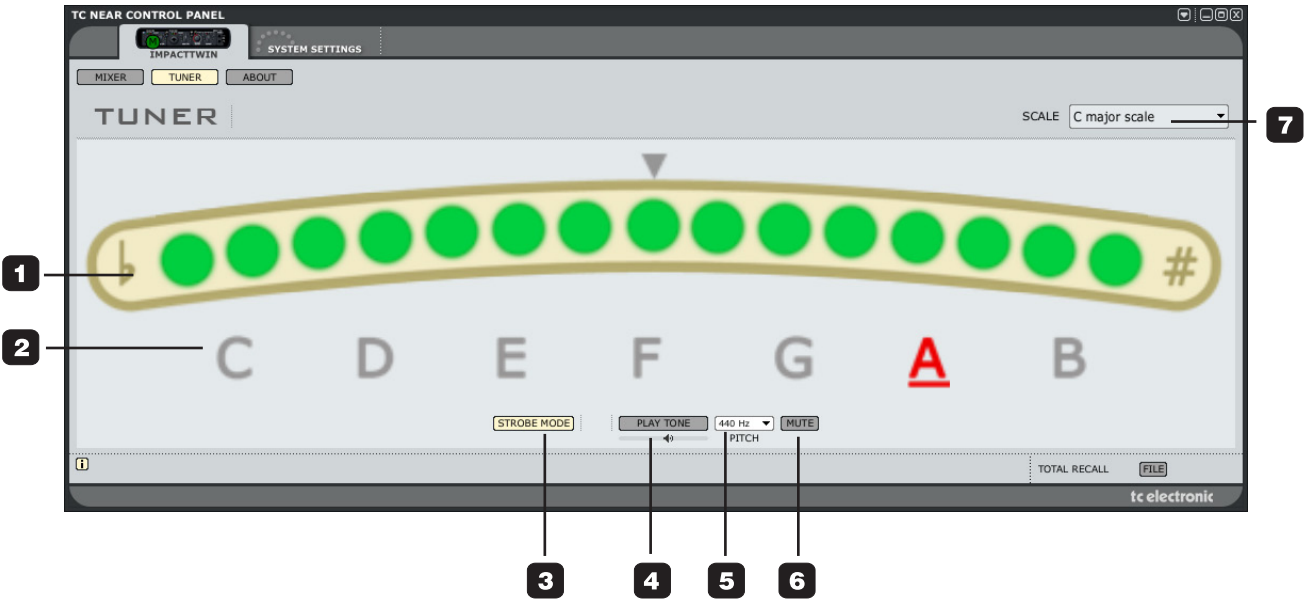 TC NEAR CONTROL PANEL
IMPACTTWIN
SYSTEM SETTINGS
MIXER TUNER ABOUT
TUNER
SCALE C major scale
7
♭ #
1
2
C D E F G A B
STROBE MODE PLAY TONE 440 Hz MUTE
PITCH
i
TOTAL RECALL FILE
tc electronic
3 4 5 6